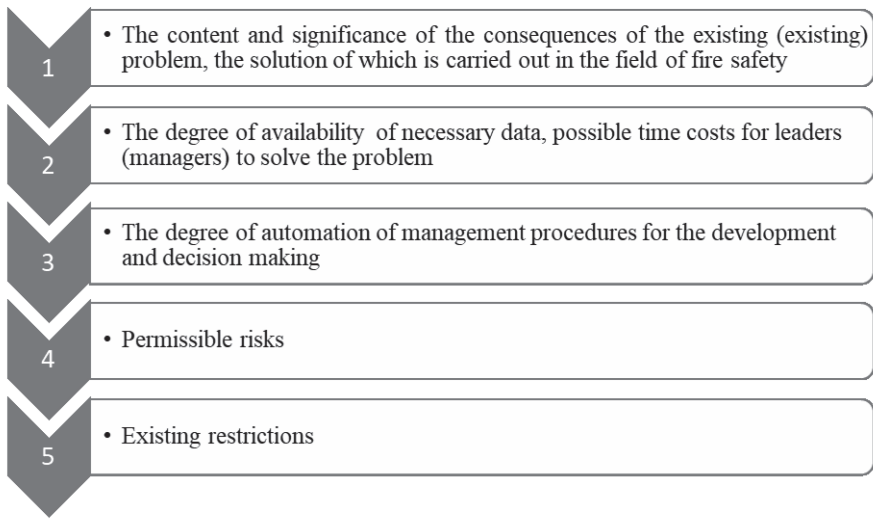 1
• The content and significance of the consequences of the existing (existing)
problem, the solution of which is carried out in the field of fire safety
2
• The degree of availability of necessary data, possible time costs for leaders
(managers) to solve the problem
3
• The degree of automation of management procedures for the development
and decision making
4
• Permissible risks
5
• Existing restrictions